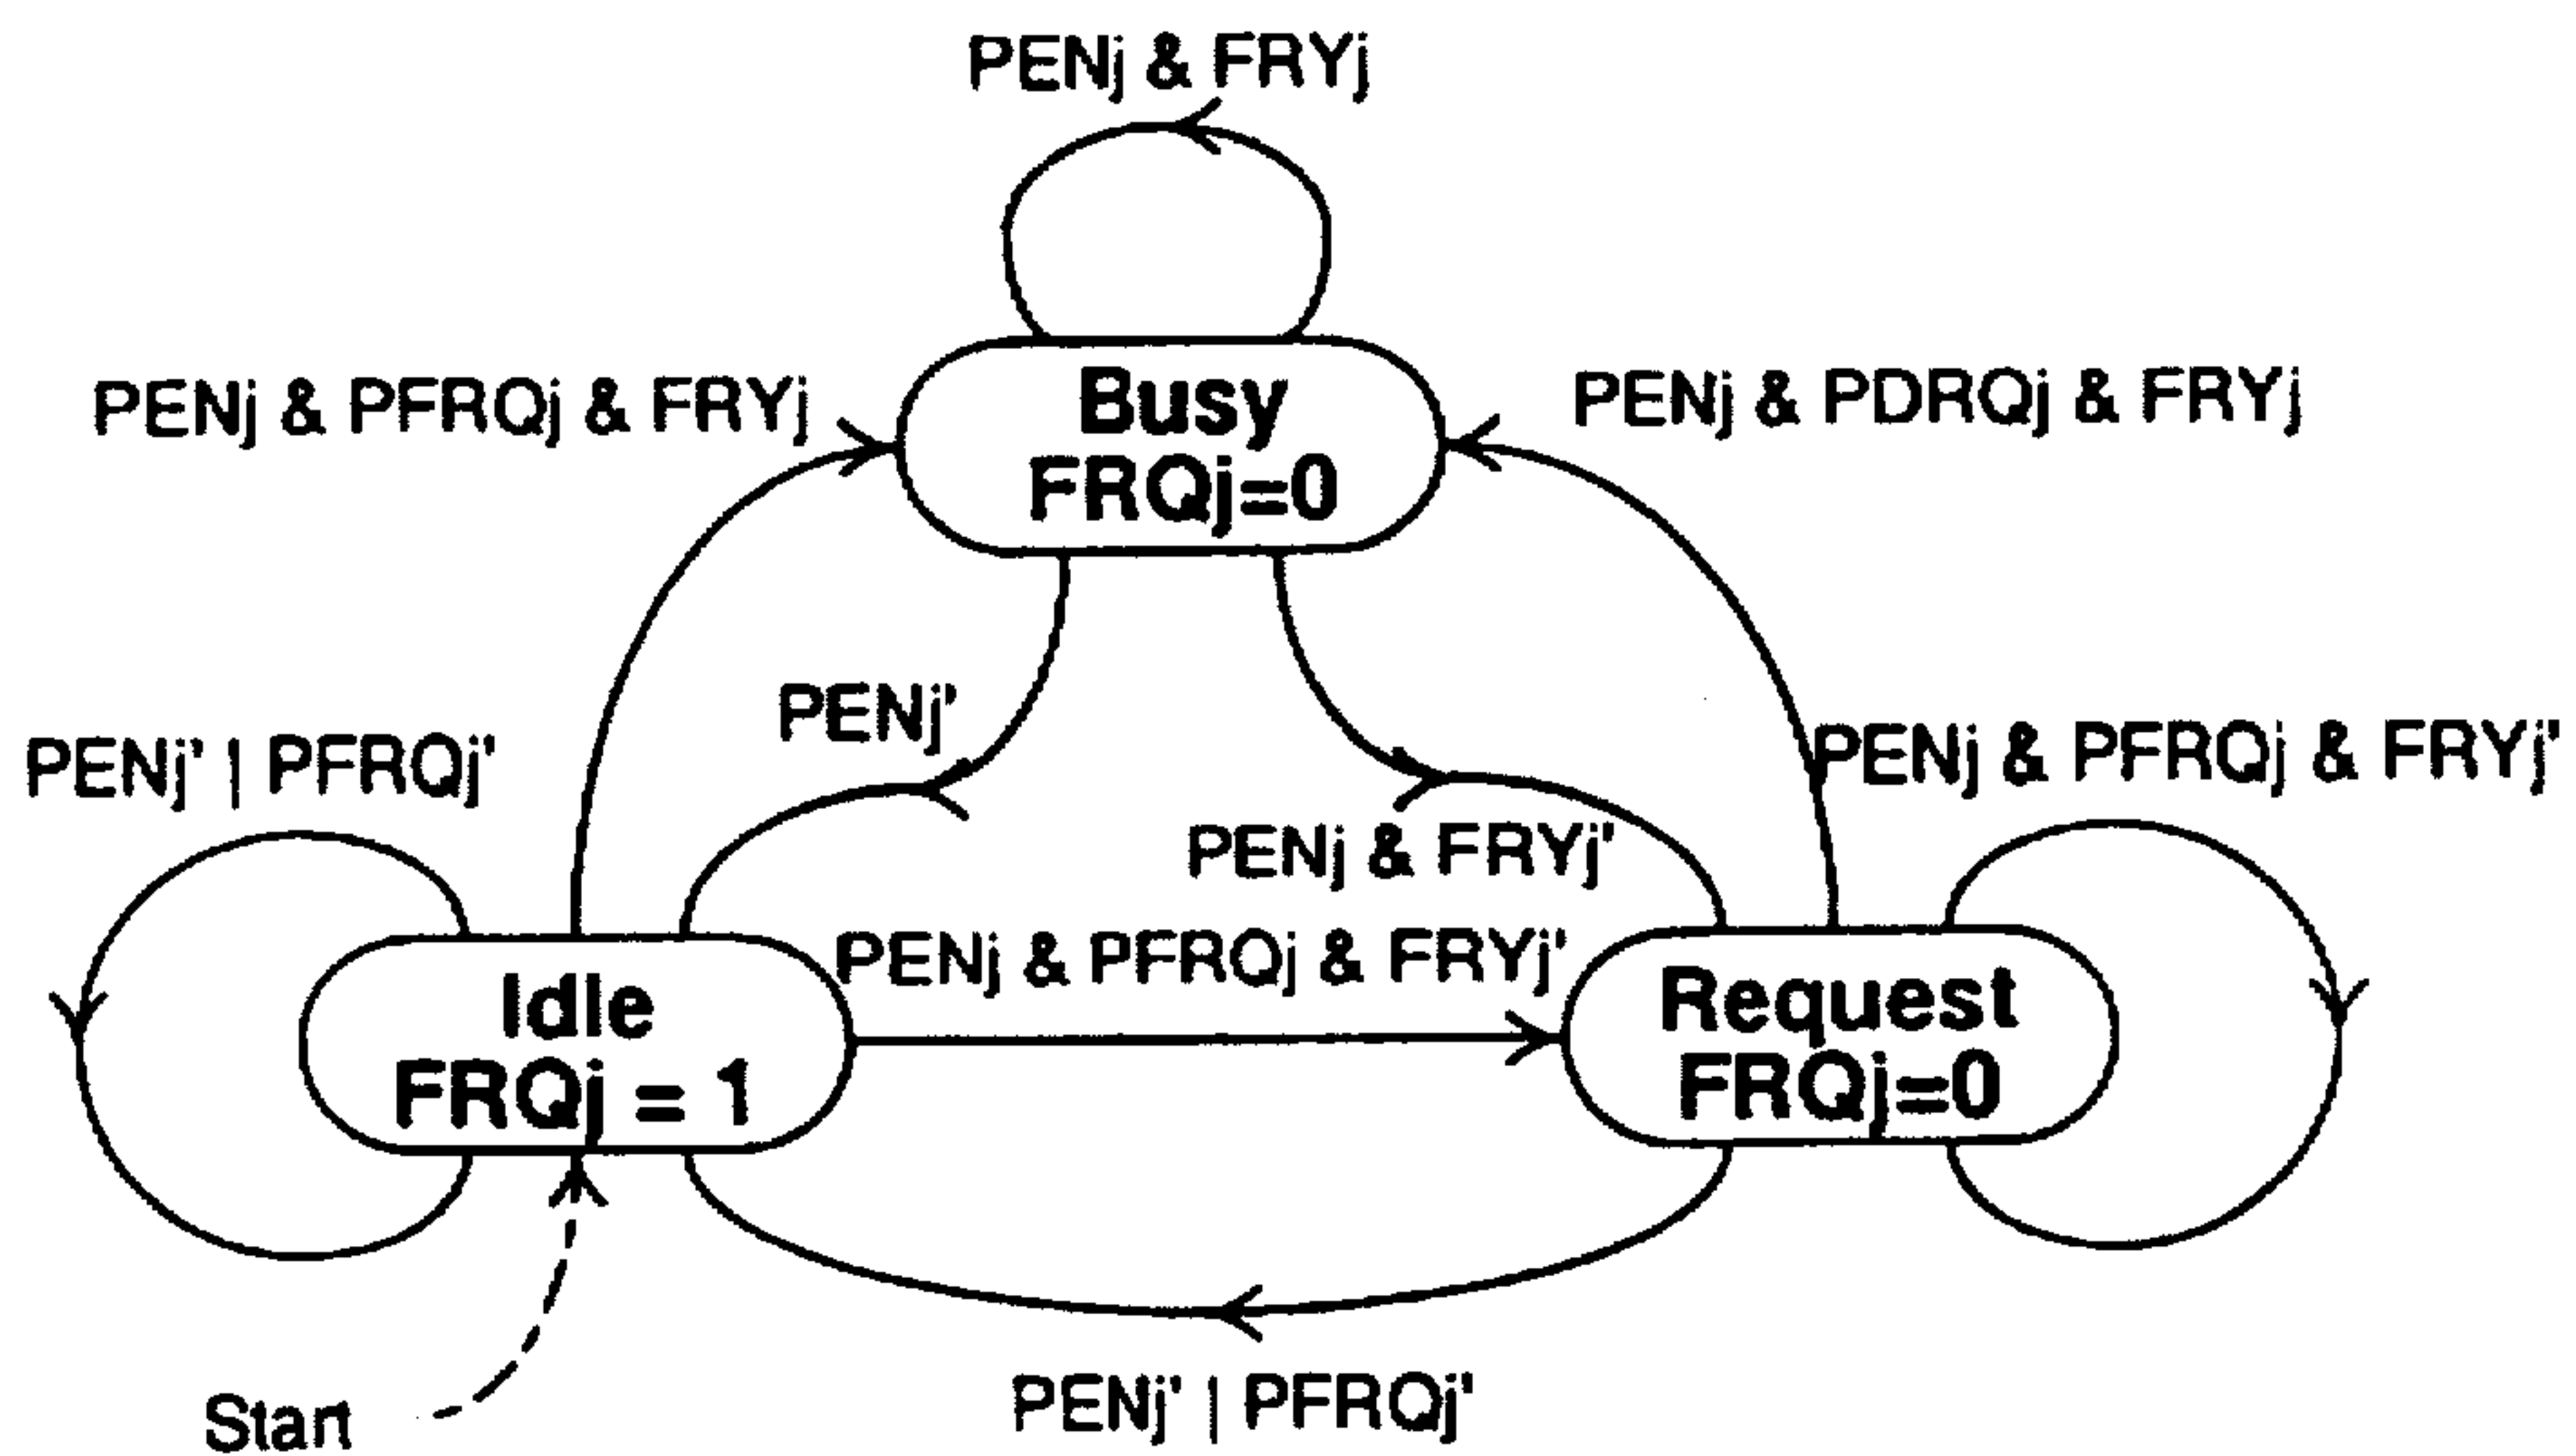 PENj & FRYj
PENj & PFRQj & FRYj
Busy
FRQj=0
PENj & PDRQj & FRYj
PENj'
PENj' | PFRQj'
PENj & PFRQj & FRYj'
PENj & FRYj'
PENj & PFRQj & FRYj'
Idle
FRQj = 1
Request
FRQj=0
PENj' | PFRQj'
Start